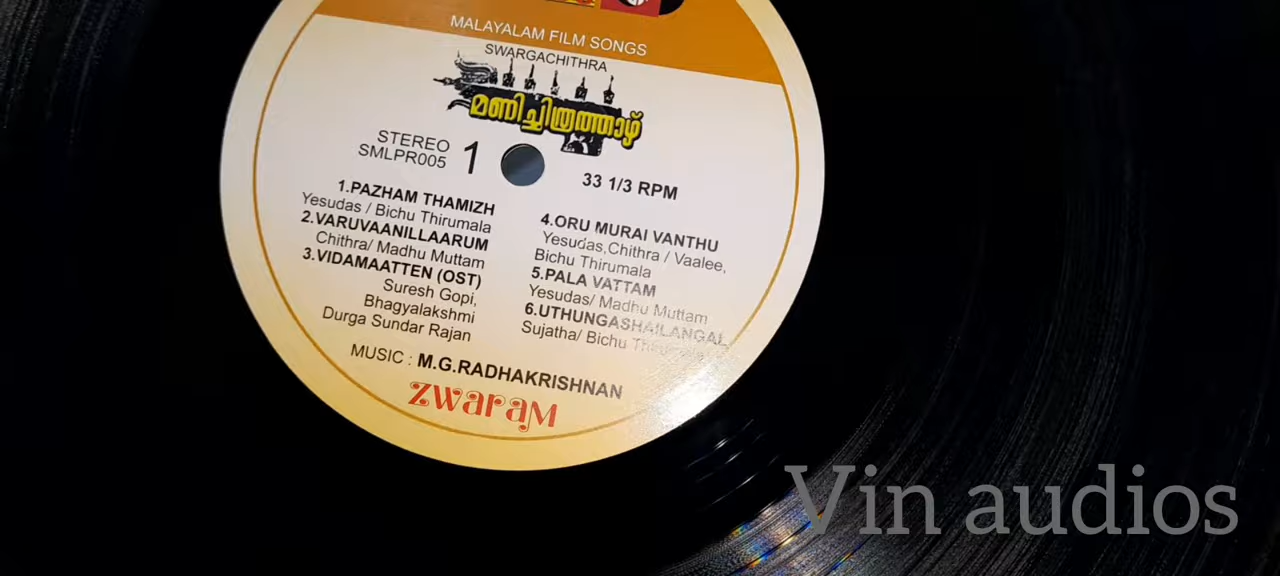 MALAYALAM FILM SONGS
SWARGACHITHRA
മണിച്ചിത്രത്താഴ്
STEREO
SMLPR005
1
33 1/3 RPM
1.PAZHAM THAMIZH
Yesudas / Bichu Thirumala
2.VARUVAANILLAARUM
Chithra/ Madhu Muttam
3.VIDAMAATTEN (OST)
Suresh Gopi,
Bhagyalakshmi
Durga Sundar Rajan
4.ORU MURAI VANTHU
Yesudas,Chithra / Vaalee,
Bichu Thirumala
5.PALA VATTAM
Yesudas/ Madhu Muttam
6.UTHUNGASHAILANGAL
Sujatha/ Bichu Thirumala
MUSIC : M.G.RADHAKRISHNAN
zwaraM
Vin audios